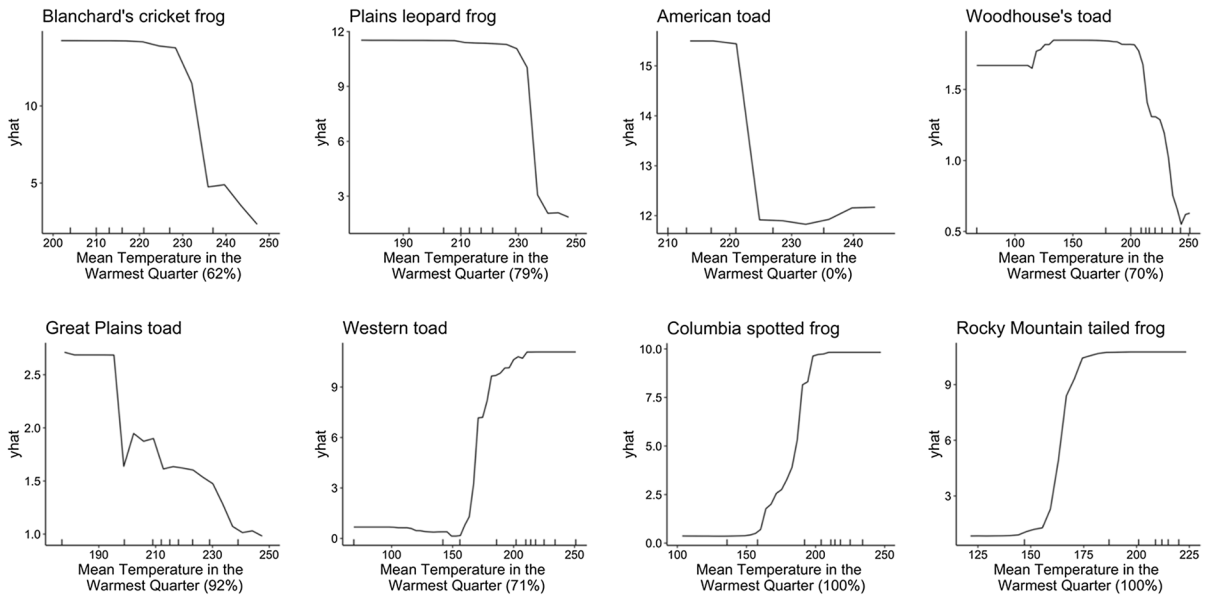 Blanchard's cricket frog
10
5
yhat
200 210 220 230 240 250
Mean Temperature in the
Warmest Quarter (62%)
Plains leopard frog
12
9
6
3
yhat
190 210 230 250
Mean Temperature in the
Warmest Quarter (79%)
American toad
15
14
13
12
yhat
210 220 230 240
Mean Temperature in the
Warmest Quarter (0%)
Woodhouse's toad
1.5
1.0
0.5
yhat
100 150 200 250
Mean Temperature in the
Warmest Quarter (70%)
Great Plains toad
2.5
2.0
1.5
1.0
yhat
190 210 230 250
Mean Temperature in the
Warmest Quarter (92%)
Western toad
9
6
3
0
yhat
100 150 200 250
Mean Temperature in the
Warmest Quarter (71%)
Columbia spotted frog
10.0
7.5
5.0
2.5
0.0
yhat
100 150 200 250
Mean Temperature in the
Warmest Quarter (100%)
Rocky Mountain tailed frog
9
6
3
yhat
125 150 175 200 225
Mean Temperature in the
Warmest Quarter (100%)